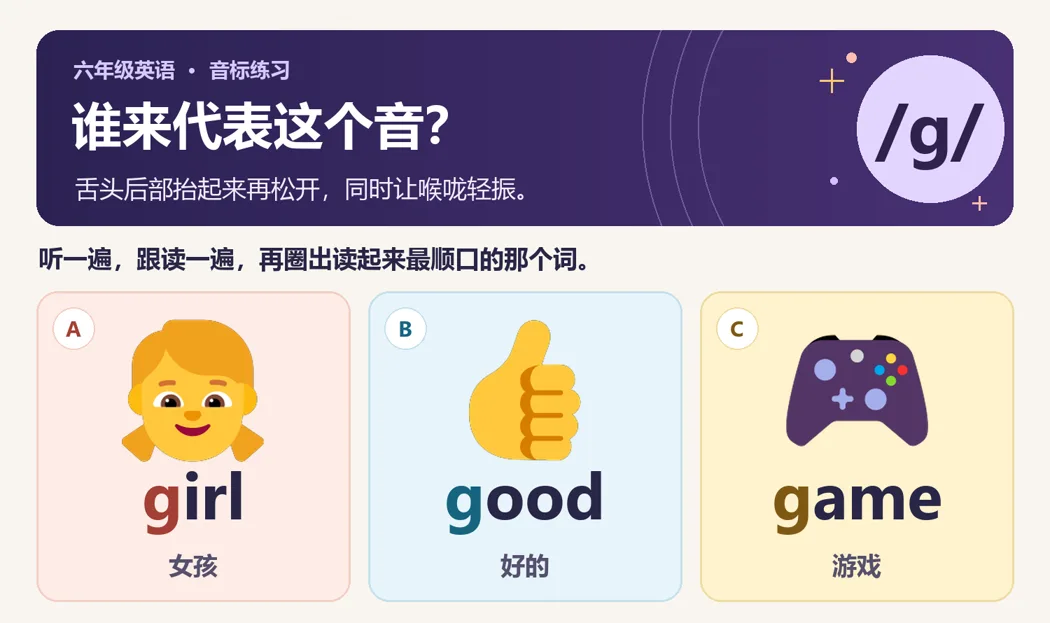 六年级英语 · 音标练习
谁来代表这个音？
/g/
舌头后部抬起来再松开，同时让喉咙轻振。
听一遍，跟读一遍，再圈出读起来最顺口的那个词。
A
girl
女孩
B
good
好的
C
game
游戏